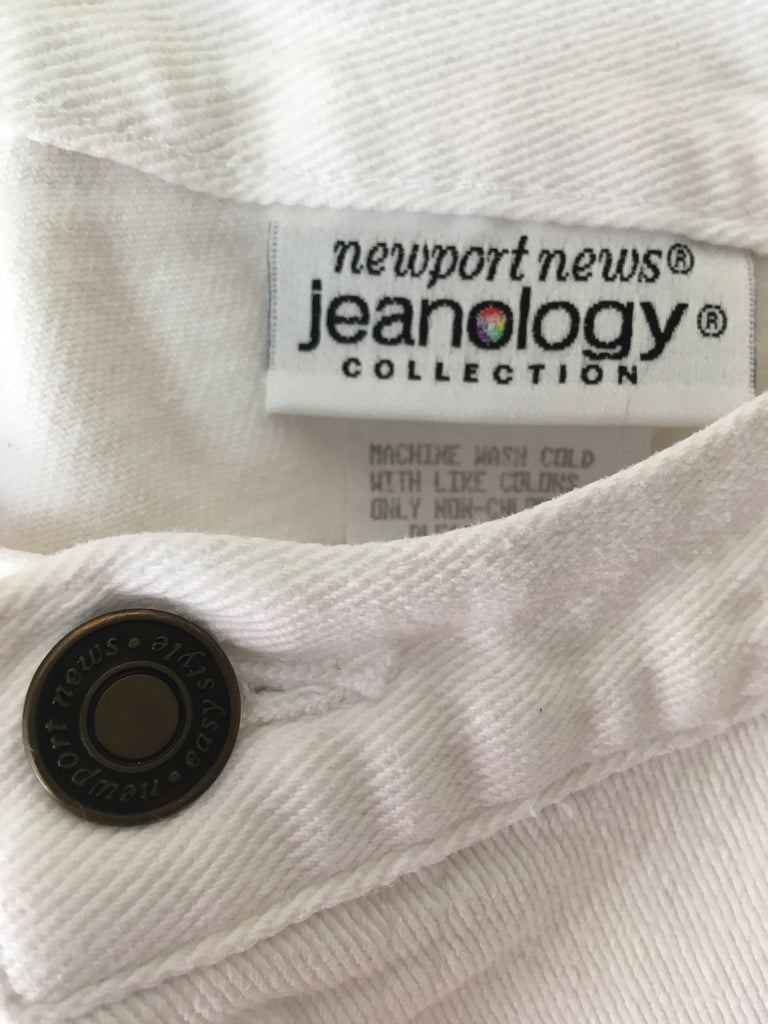 newport news®
jeanology®
COLLECTION
MACHINE WASH COLD
WITH LIKE COLORS
ONLY
newport news • easy style •